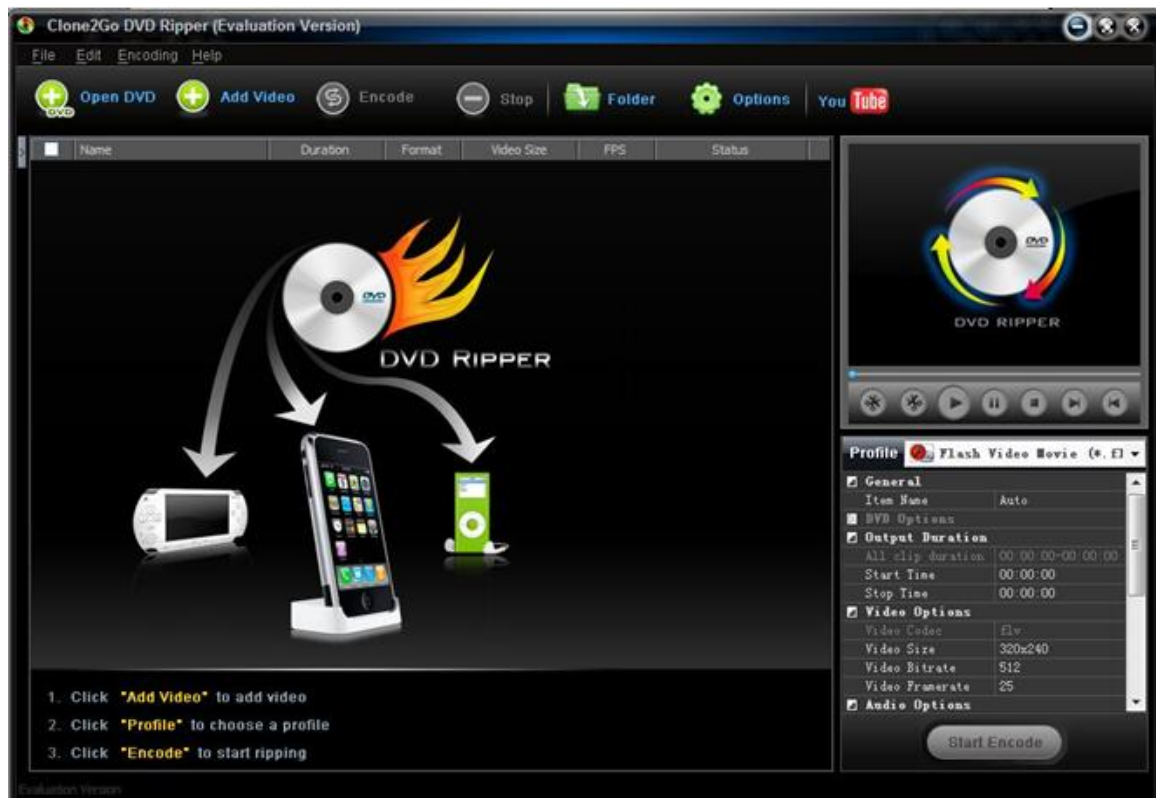 Clone2Go DVD Ripper (Evaluation Version)
File Edit Encoding Help
Open DVD Add Video Encode Stop Folder Options You Tube
DVD
Name Duration Format Video Size FPS Status
DVD
DVD RIPPER
DVD
DVD RIPPER
Profile Flash Video Movie (*.fl
General
Item Name Auto
DVD Options
Output Duration
All clip duration 00:00:00-00:00:00
Start Time 00:00:00
Stop Time 00:00:00
Video Options
Video Codec flv
Video Size 320x240
Video Bitrate 512
Video Framerate 25
Audio Options
Start Encode
1. Click "Add Video" to add video
2. Click "Profile" to choose a profile
3. Click "Encode" to start ripping
Evaluation Version